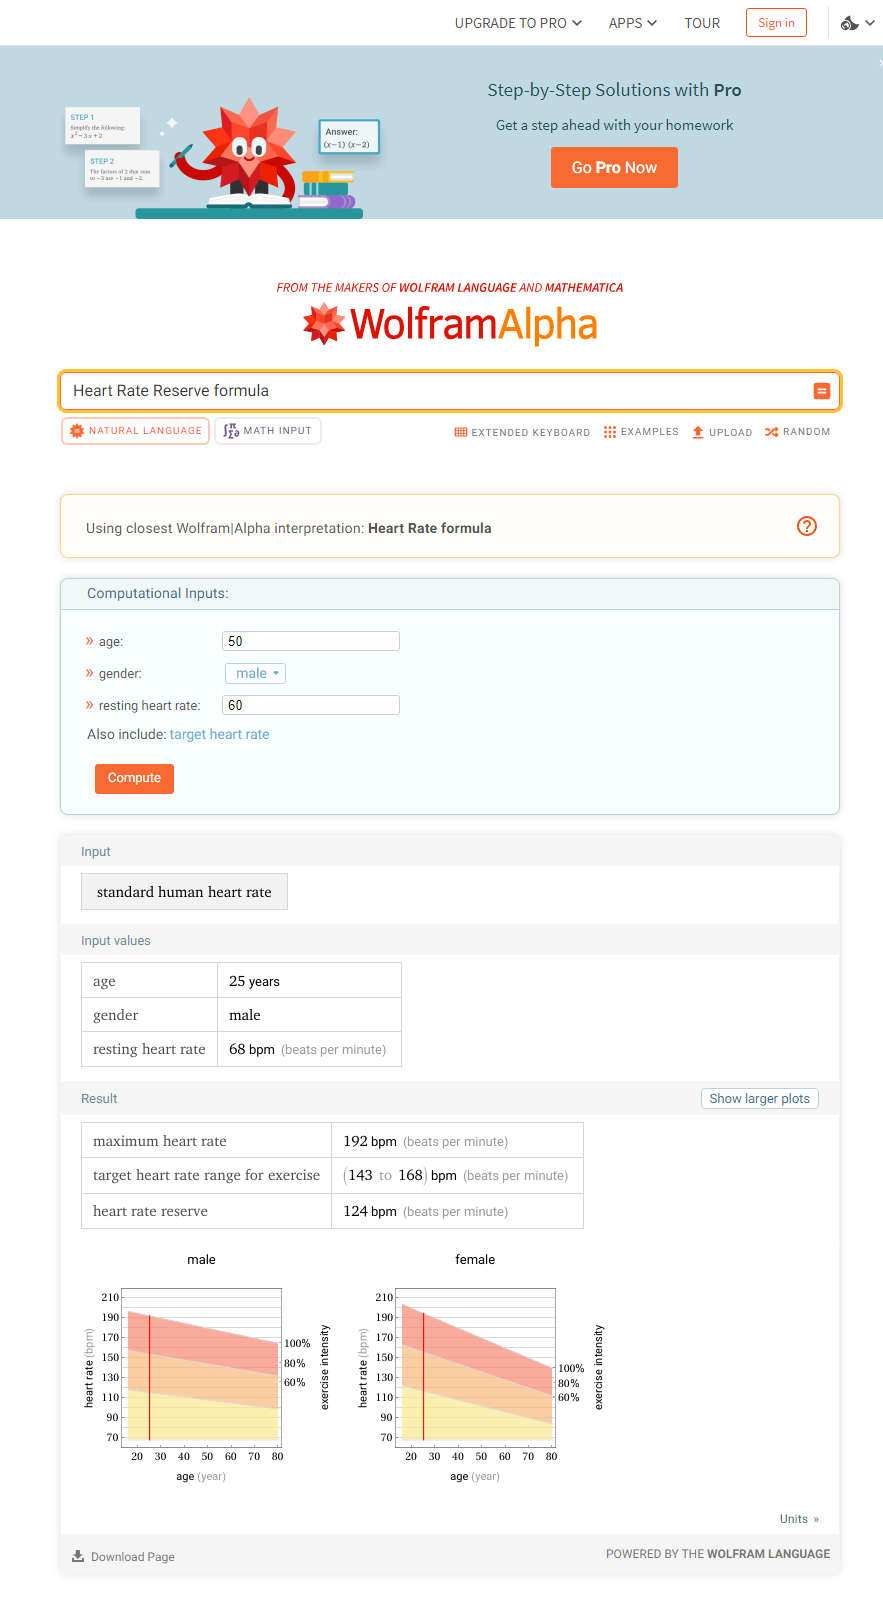 UPGRADE TO PRO APPS TOUR Sign in
STEP 1
Simplify the following:
x² − 3 x + 2
STEP 2
The factors of 2 that sum
to −3 are −1 and −2.
Answer:
(x−1) (x−2)
Step-by-Step Solutions with Pro
Get a step ahead with your homework
Go Pro Now
FROM THE MAKERS OF WOLFRAM LANGUAGE AND MATHEMATICA
WolframAlpha
Heart Rate Reserve formula
NATURAL LANGUAGE MATH INPUT EXTENDED KEYBOARD EXAMPLES UPLOAD RANDOM
Using closest Wolfram|Alpha interpretation: Heart Rate formula
Computational Inputs:
» age: 50
» gender: male
» resting heart rate: 60
Also include: target heart rate
Compute
Input
standard human heart rate
Input values
age 25 years
gender male
resting heart rate 68 bpm (beats per minute)
Result Show larger plots
maximum heart rate 192 bpm (beats per minute)
target heart rate range for exercise (143 to 168) bpm (beats per minute)
heart rate reserve 124 bpm (beats per minute)
male
210
190
170
150
130
110
90
70
heart rate (bpm)
100%
80%
60%
exercise intensity
20 30 40 50 60 70 80
age (year)
female
210
190
170
150
130
110
90
70
heart rate (bpm)
100%
80%
60%
exercise intensity
20 30 40 50 60 70 80
age (year)
Units »
Download Page POWERED BY THE WOLFRAM LANGUAGE